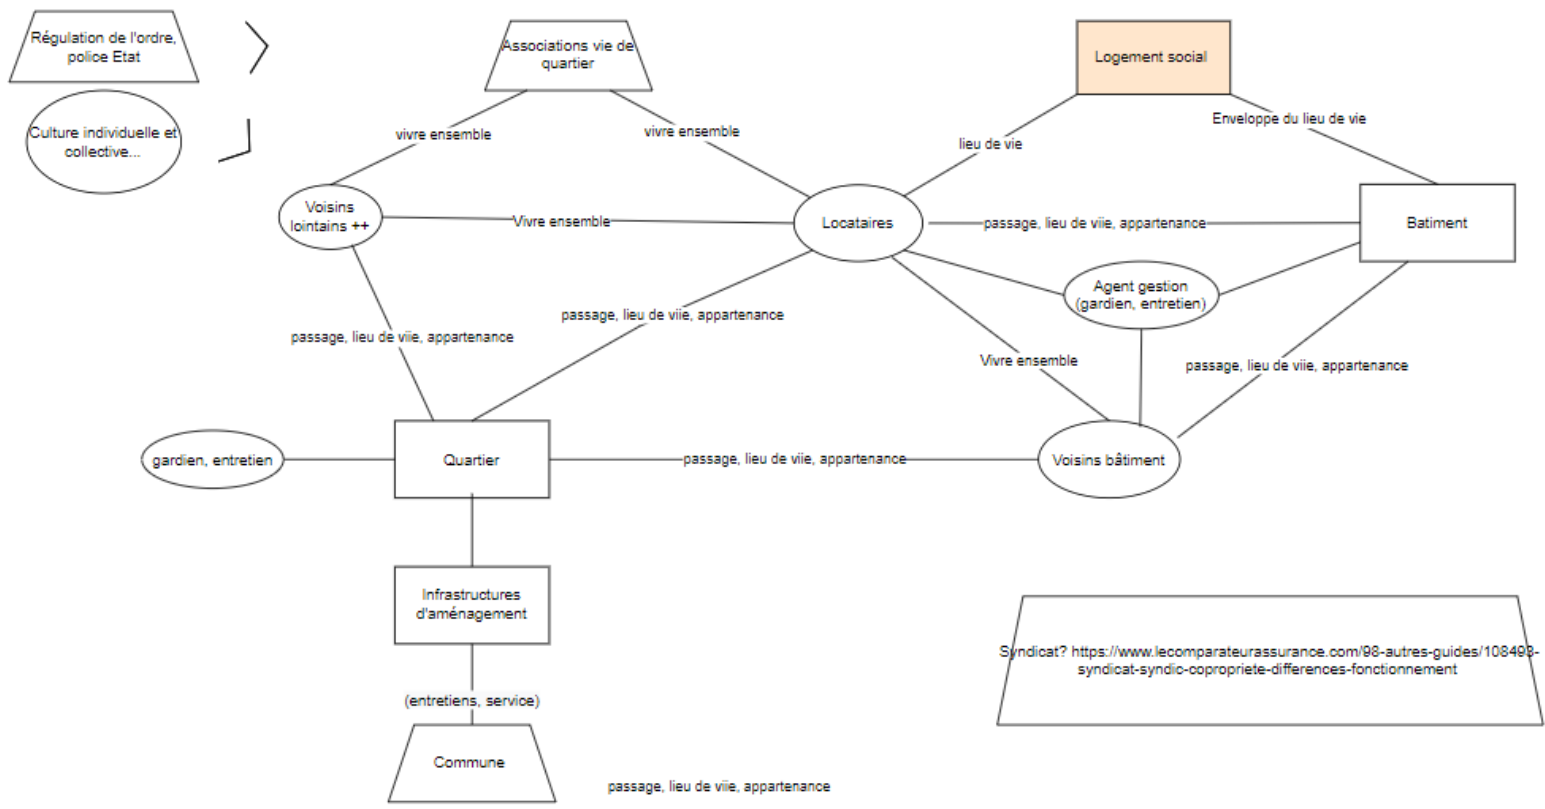 Régulation de l'ordre,
police Etat
Associations vie de
quartier
Logement social
Culture individuelle et
collective...
vivre ensemble
vivre ensemble
lieu de vie
Enveloppe du lieu de vie
Voisins
lointains ++
Vivre ensemble
Locataires
passage, lieu de viie, appartenance
Batiment
Agent gestion
(gardien, entretien)
passage, lieu de viie, appartenance
passage, lieu de viie, appartenance
Vivre ensemble
passage, lieu de viie, appartenance
gardien, entretien
Quartier
passage, lieu de viie, appartenance
Voisins bâtiment
Infrastructures
d'aménagement
Syndicat? https://www.lecomparateurassurance.com/98-autres-guides/108493-
syndicat-syndic-copropriete-differences-fonctionnement
(entretiens, service)
Commune
passage, lieu de viie, appartenance